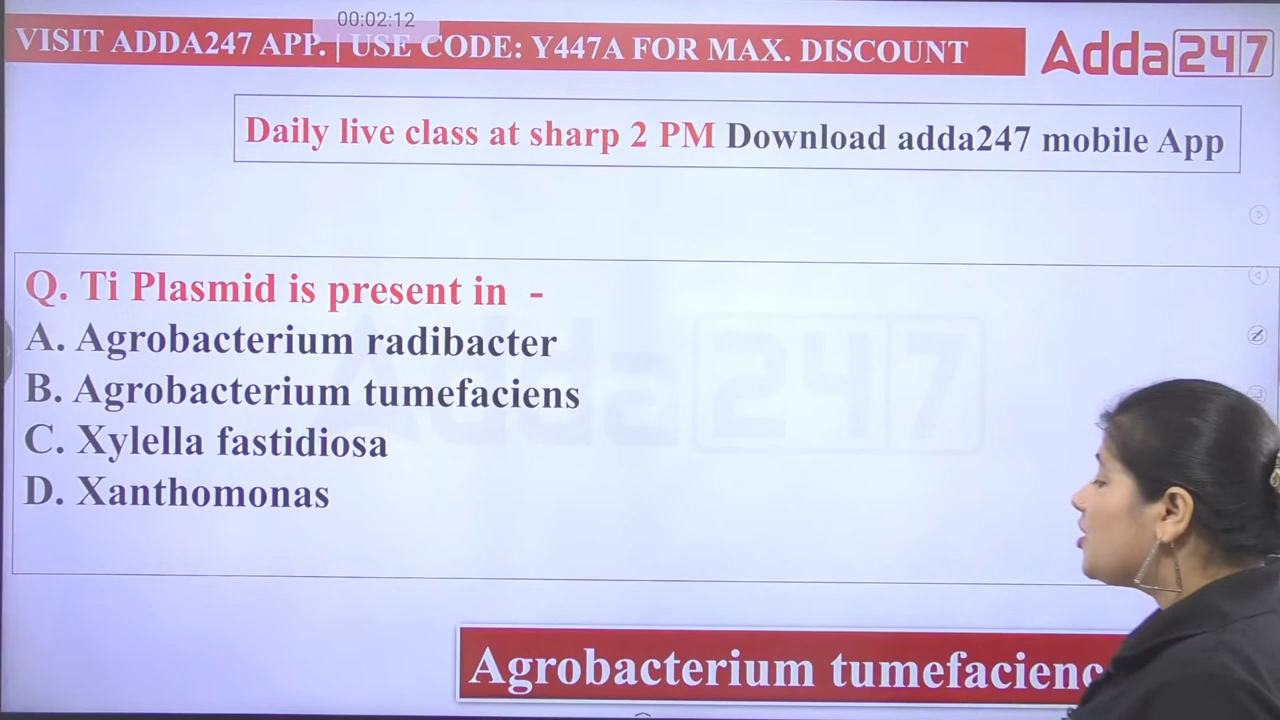 00:02:12
VISIT ADDA247 APP. | USE CODE: Y447A FOR MAX. DISCOUNT
Adda247
Daily live class at sharp 2 PM Download adda247 mobile App
Q. Ti Plasmid is present in -
A. Agrobacterium radibacter
B. Agrobacterium tumefaciens
C. Xylella fastidiosa
D. Xanthomonas
Adda247
Agrobacterium tumefacienc